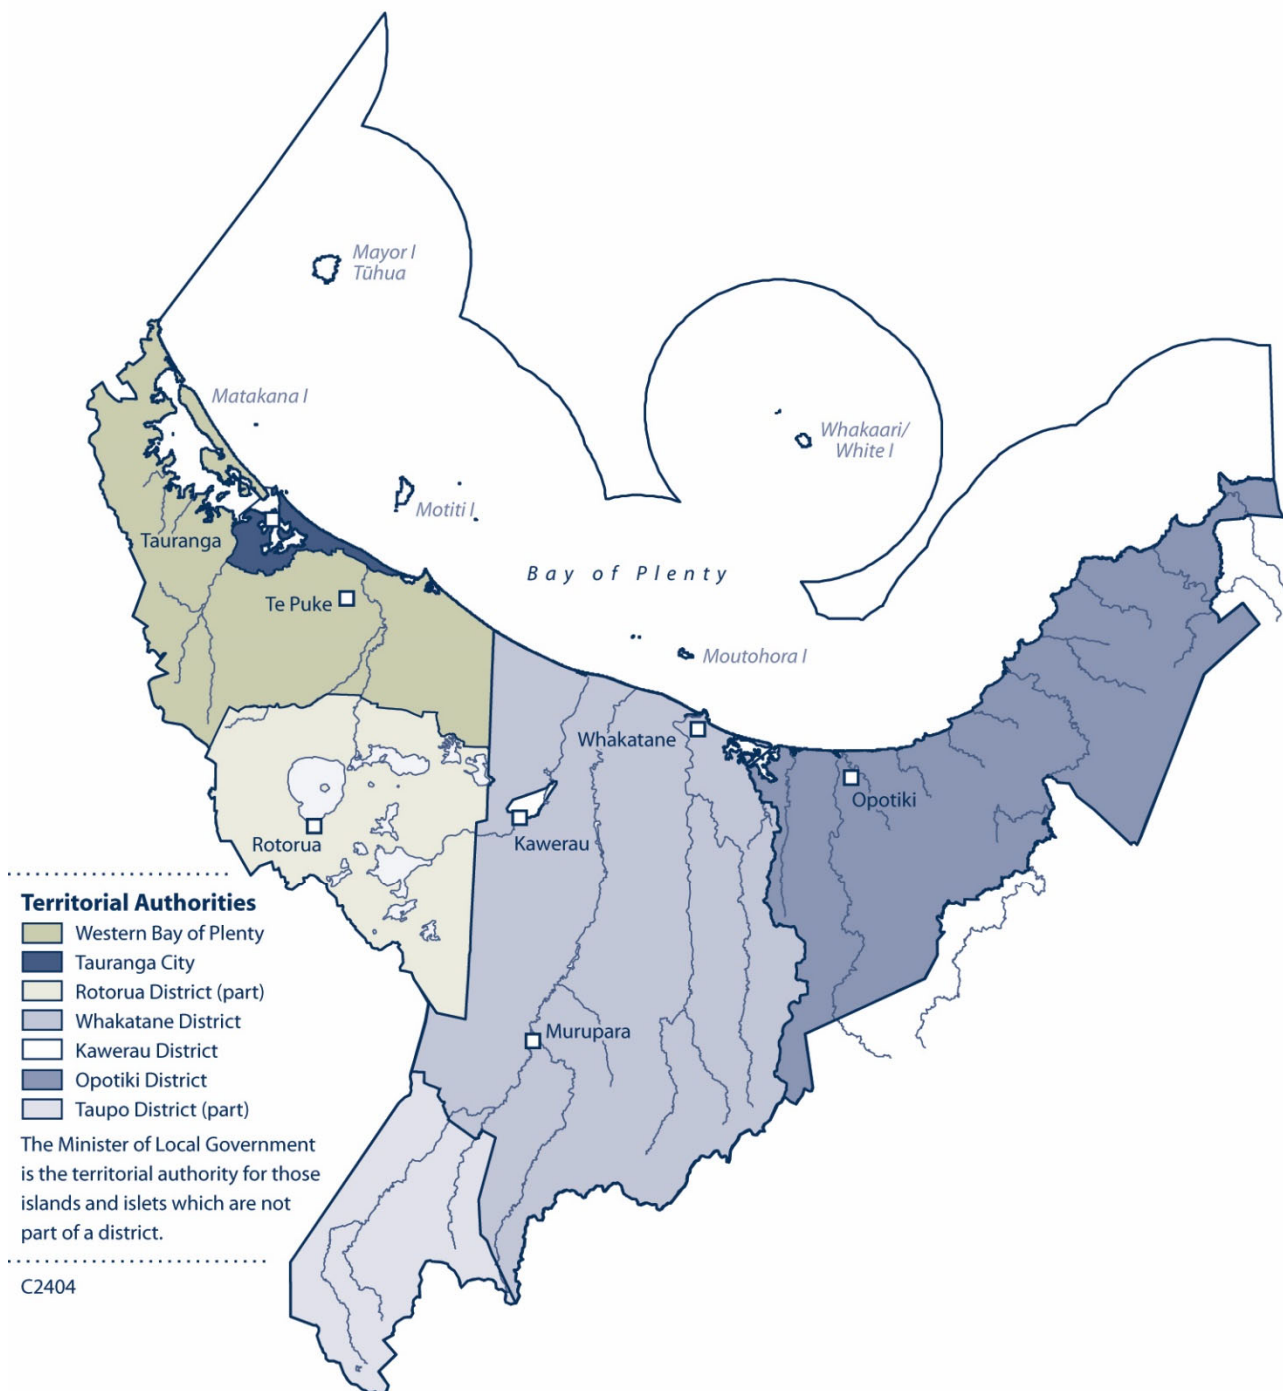 Mayor I
Tūhua
Matakana I
Whakaari/
White I
Motiti I
Tauranga
Bay of Plenty
Te Puke
Moutohora I
Whakatane
Opotiki
Rotorua
Kawerau
Territorial Authorities
Western Bay of Plenty
Tauranga City
Rotorua District (part)
Whakatane District
Kawerau District
Opotiki District
Taupo District (part)
Murupara
The Minister of Local Government
is the territorial authority for those
islands and islets which are not
part of a district.
C2404